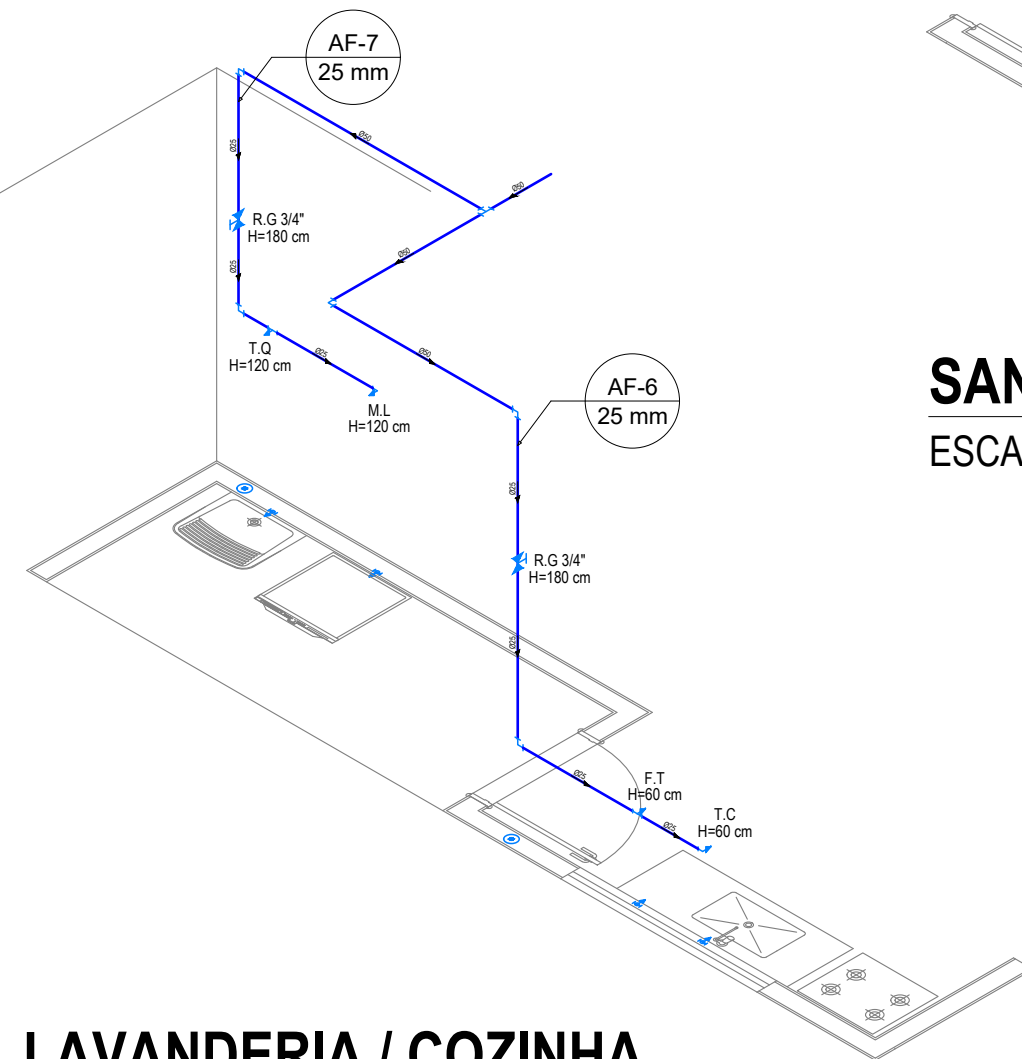 AF-7
25 mm
Ø50
Ø25
Ø50
R.G 3/4"
H=180 cm
Ø50
Ø25
T.Q
H=120 cm
Ø25
Ø50
M.L
H=120 cm
AF-6
25 mm
SAN
ESCA
Ø25
R.G 3/4"
H=180 cm
Ø25
Ø25
F.T
H=60 cm
T.C
H=60 cm
Ø25
LAVANDERIA / COZINHA